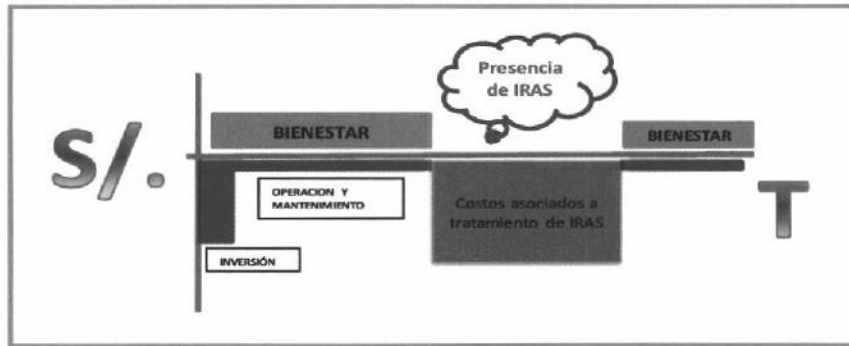 Presencia
de IRAS
S/.
BIENESTAR
BIENESTAR
OPERACION Y
MANTENIMIENTO
Costos asociados a
tratamiento de IRAS
T
INVERSIÓN